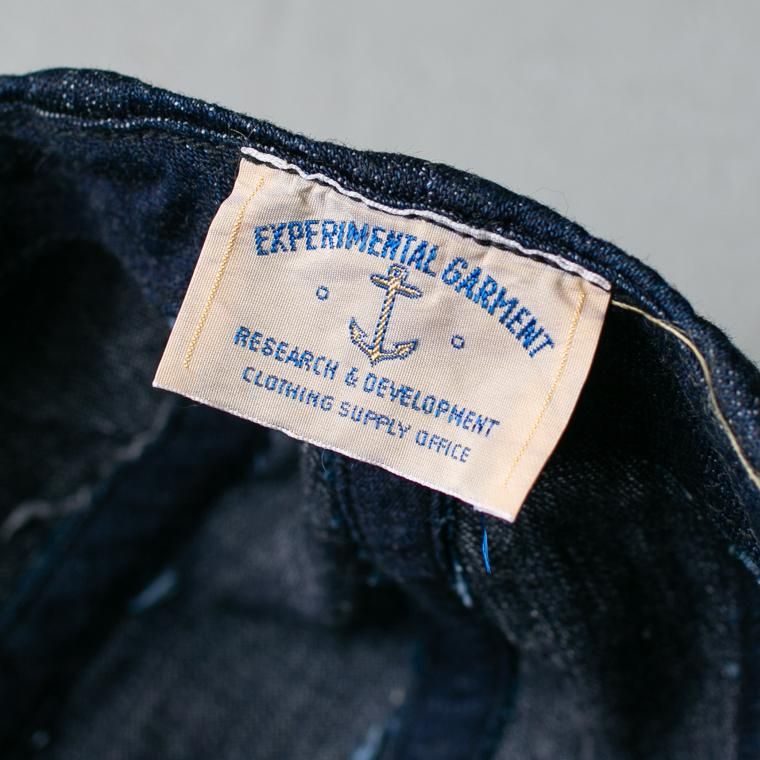 EXPERIMENTAL GARMENT
RESEARCH & DEVELOPMENT
CLOTHING SUPPLY OFFICE